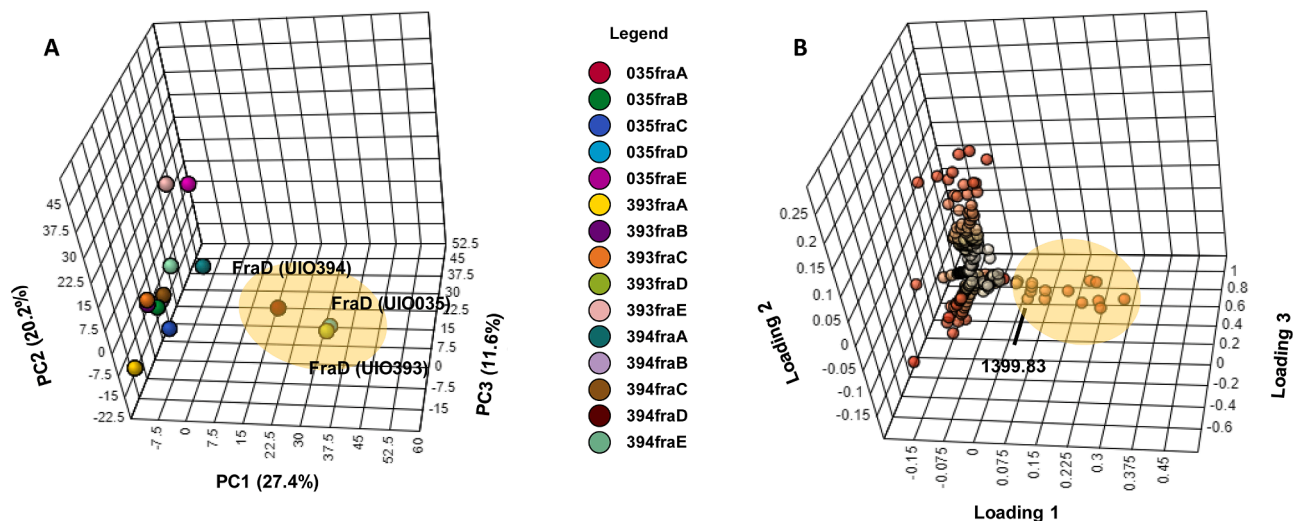 A
45
37.5
30
22.5
15
7.5
0
-7.5
-15
-22.5
PC2 (20.2%)
-7.5
0
7.5
15
22.5
30
37.5
45
52.5
60
PC1 (27.4%)
52.5
45
37.5
30
22.5
15
7.5
0
-7.5
-15
PC3 (11.6%)
FraD (UIO394)
FraD (UIO035)
FraD (UIO393)
Legend
035fraA
035fraB
035fraC
035fraD
035fraE
393fraA
393fraB
393fraC
393fraD
393fraE
394fraA
394fraB
394fraC
394fraD
394fraE
B
0.25
0.2
0.15
0.1
0.05
0
-0.05
-0.1
-0.15
Loading 2
-0.15
-0.075
0
0.075
0.15
0.225
0.3
0.375
0.45
Loading 1
1
0.8
0.6
0.4
0.2
0
-0.2
-0.4
-0.6
Loading 3
1399.83